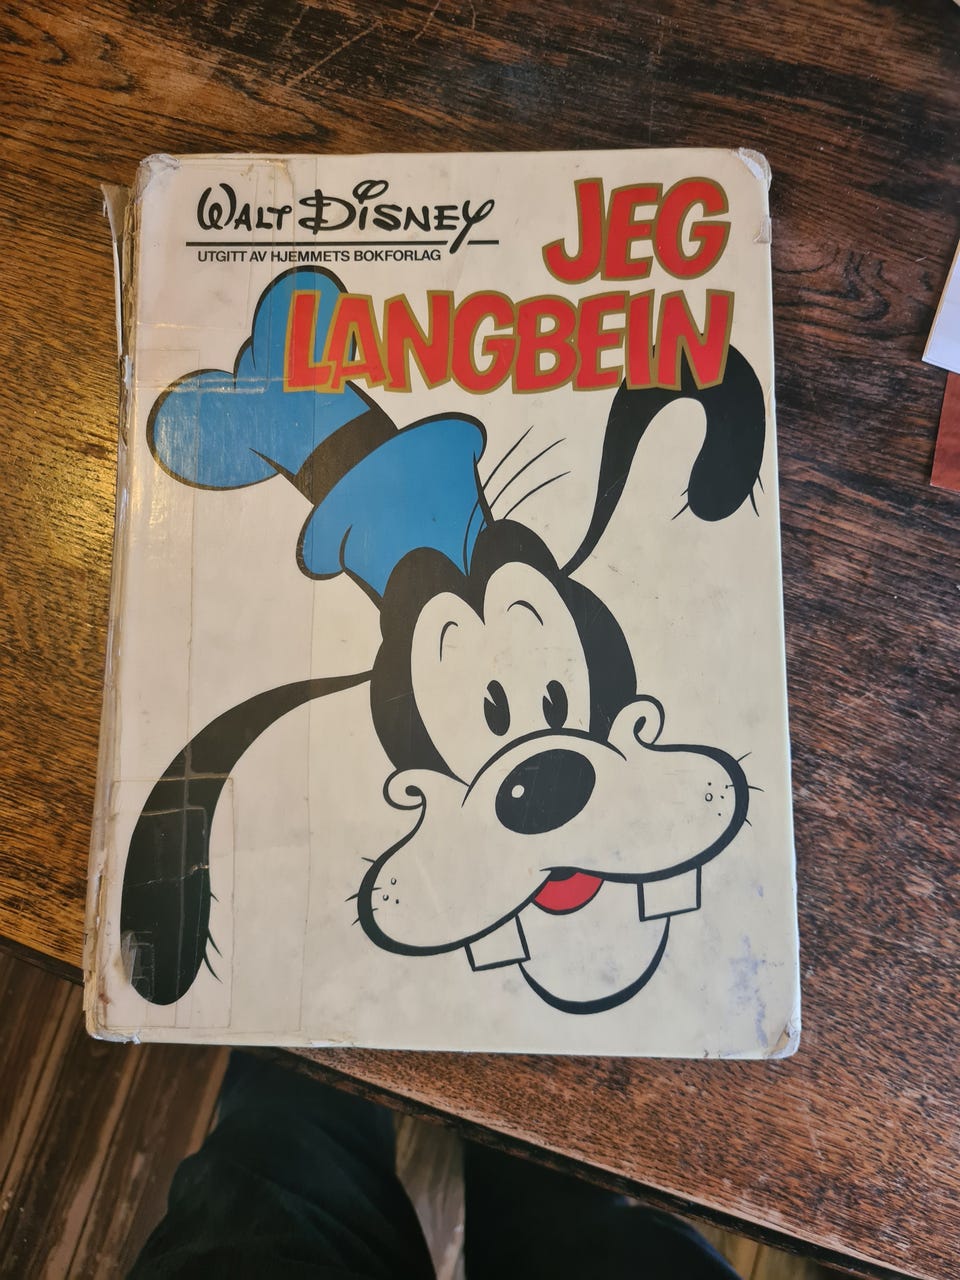 WALT DISNEY
UTGITT AV HJEMMETS BOKFORLAG
JEG
LANGBEIN